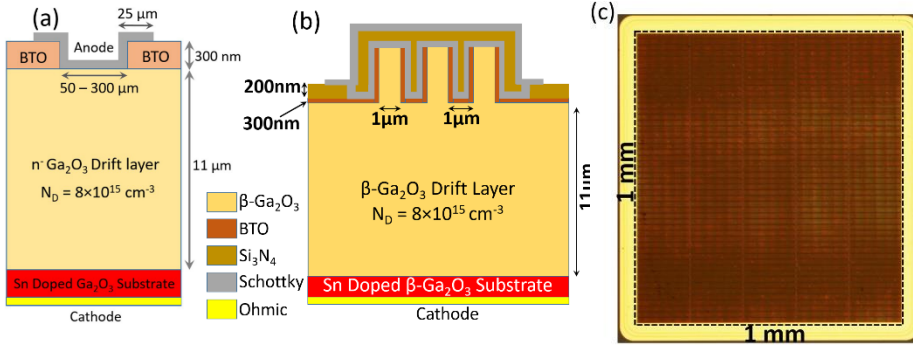 (a)
25 µm
Anode
BTO
BTO
300 nm
50 – 300 µm
n⁻ Ga₂O₃ Drift layer
N_D = 8×10¹⁵ cm⁻³
11 µm
Sn Doped Ga₂O₃ Substrate
Cathode
β-Ga₂O₃
BTO
Si₃N₄
Schottky
Ohmic
(b)
200nm
300nm
1µm
1µm
β-Ga₂O₃ Drift Layer
N_D = 8×10¹⁵ cm⁻³
11µm
Sn Doped β-Ga₂O₃ Substrate
Cathode
(c)
1 mm
1 mm